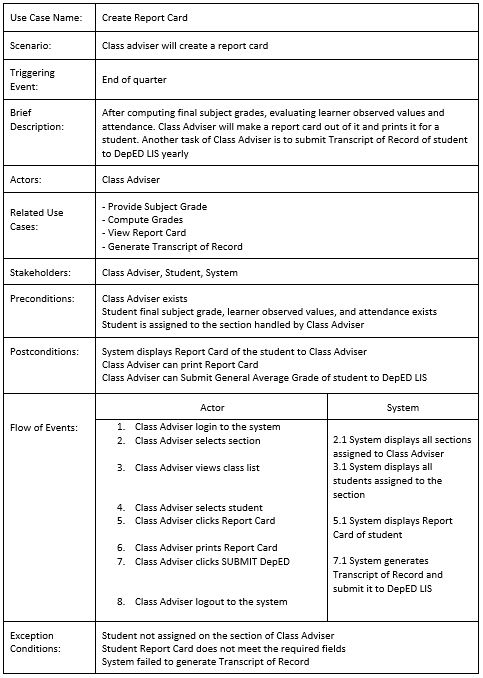 Use Case Name:
Create Report Card
Scenario:
Class adviser will create a report card
Triggering
Event:
End of quarter
Brief
Description:
After computing final subject grades, evaluating learner observed values and
attendance. Class Adviser will make a report card out of it and prints it for a
student. Another task of Class Adviser is to submit Transcript of Record of student
to DepED LIS yearly
Actors:
Class Adviser
Related Use
Cases:
- Provide Subject Grade
- Compute Grades
- View Report Card
- Generate Transcript of Record
Stakeholders:
Class Adviser, Student, System
Preconditions:
Class Adviser exists
Student final subject grade, learner observed values, and attendance exists
Student is assigned to the section handled by Class Adviser
Postconditions:
System displays Report Card of the student to Class Adviser
Class Adviser can print Report Card
Class Adviser can Submit General Average Grade of student to DepED LIS
Flow of Events:
Actor
1. Class Adviser login to the system
2. Class Adviser selects section
3. Class Adviser views class list
4. Class Adviser selects student
5. Class Adviser clicks Report Card
6. Class Adviser prints Report Card
7. Class Adviser clicks SUBMIT DepED
8. Class Adviser logout to the system
System
2.1 System displays all sections
assigned to Class Adviser
3.1 System displays all
students assigned to the
section
5.1 System displays Report
Card of student
7.1 System generates
Transcript of Record and
submit it to DepED LIS
Exception
Conditions:
Student not assigned on the section of Class Adviser
Student Report Card does not meet the required fields
System failed to generate Transcript of Record